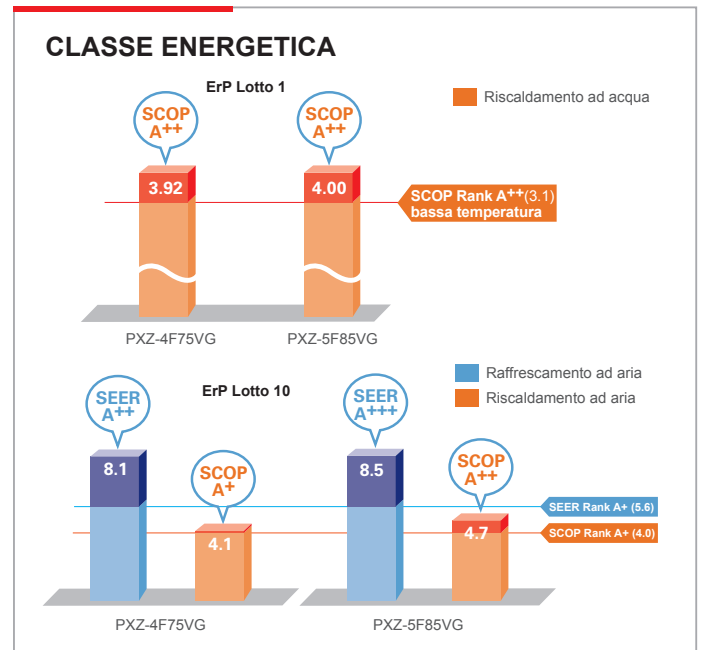 CLASSE ENERGETICA
ErP Lotto 1
Riscaldamento ad acqua
SCOP
A++
SCOP
A++
3.92
4.00
SCOP Rank A++(3.1)
bassa temperatura
PXZ-4F75VG
PXZ-5F85VG
ErP Lotto 10
Raffrescamento ad aria
Riscaldamento ad aria
SEER
A++
SCOP
A+
SEER
A+++
SCOP
A++
8.1
4.1
8.5
4.7
SEER Rank A+ (5.6)
SCOP Rank A+ (4.0)
PXZ-4F75VG
PXZ-5F85VG